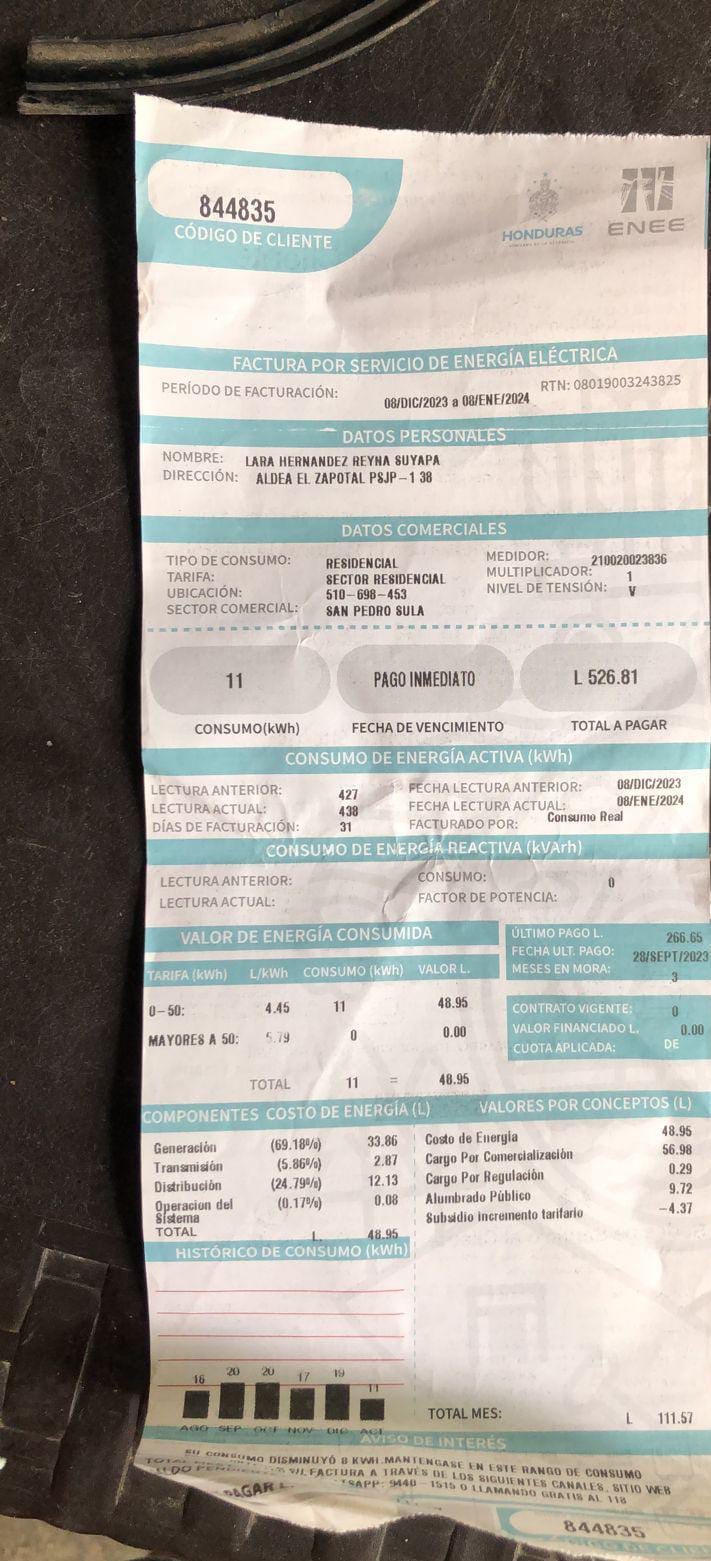 844835
CÓDIGO DE CLIENTE
HONDURAS
ENEE
FACTURA POR SERVICIO DE ENERGÍA ELÉCTRICA
PERÍODO DE FACTURACIÓN: 08/DIC/2023 a 08/ENE/2024 RTN: 08019003243825
DATOS PERSONALES
NOMBRE: LARA HERNANDEZ REYNA SUYAPA
DIRECCIÓN: ALDEA EL ZAPOTAL PSJP-1 38
DATOS COMERCIALES
TIPO DE CONSUMO: RESIDENCIAL MEDIDOR: 210020023836
TARIFA: SECTOR RESIDENCIAL MULTIPLICADOR: 1
UBICACIÓN: 510-698-453 NIVEL DE TENSIÓN: V
SECTOR COMERCIAL: SAN PEDRO SULA
11 PAGO INMEDIATO L 526.81
CONSUMO(kWh) FECHA DE VENCIMIENTO TOTAL A PAGAR
CONSUMO DE ENERGÍA ACTIVA (kWh)
LECTURA ANTERIOR: 427 FECHA LECTURA ANTERIOR: 08/DIC/2023
LECTURA ACTUAL: 438 FECHA LECTURA ACTUAL: 08/ENE/2024
DÍAS DE FACTURACIÓN: 31 FACTURADO POR: Consumo Real
CONSUMO DE ENERGÍA REACTIVA (kVArh)
LECTURA ANTERIOR: CONSUMO: 0
LECTURA ACTUAL: FACTOR DE POTENCIA:
VALOR DE ENERGÍA CONSUMIDA
TARIFA (kWh) L/kWh CONSUMO (kWh) VALOR L.
0-50: 4.45 11 48.95
MAYORES A 50: 5.79 0 0.00
TOTAL 11 = 48.95
ÚLTIMO PAGO L. 266.65
FECHA ULT. PAGO: 28/SEPT/2023
MESES EN MORA: 3
CONTRATO VIGENTE: 0
VALOR FINANCIADO L. 0.00
CUOTA APLICADA: DE
COMPONENTES COSTO DE ENERGÍA (L)
Generación (69.18%) 33.86
Transmisión (5.86%) 2.87
Distribución (24.79%) 12.13
Operacion del (0.17%) 0.08
Sistema
TOTAL L. 48.95
VALORES POR CONCEPTOS (L)
Costo de Energía 48.95
Cargo Por Comercialización 56.98
Cargo Por Regulación 0.29
Alumbrado Público 9.72
Subsidio incremento tarifario -4.37
HISTÓRICO DE CONSUMO (kWh)
16 20 20 17 19 11
AGO SEP OCT NOV DIC ACT
TOTAL MES: L 111.57
AVISO DE INTERÉS
SU CONSUMO DISMINUYÓ 8 KWH.MANTENGASE EN ESTE RANGO DE CONSUMO
FACTURA A TRAVÉS DE LOS SIGUIENTES CANALES. SITIO WEB
9440-1515 O LLAMANDO GRATIS AL 118
844835